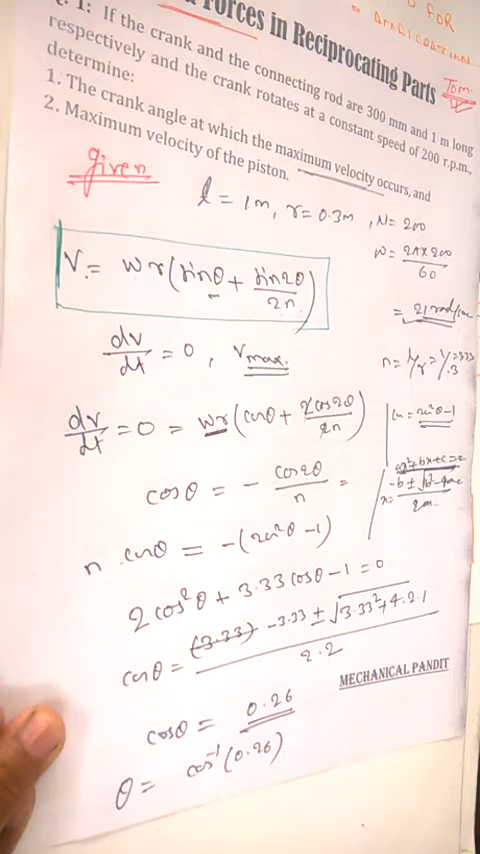 FOR
Forces in Reciprocating Parts
Tom.
1: If the crank and the connecting rod are 300 mm and 1 m long
respectively and the crank rotates at a constant speed of 200 r.p.m.,
determine:
1. The crank angle at which the maximum velocity occurs, and
2. Maximum velocity of the piston.
given
l = 1m, r = 0.3m, N = 200
ω = 2π×200/60
= 21 rad/sec
V = ωr(sinθ + sin2θ/2n)
dv/dt = 0, Vmax.
n = l/r = 1/.3 = 3.33
dv/dt = 0 = ωr(cosθ + 2cos2θ/2n)
= 2cos²θ-1
ax²+bx+c=0
x = -b ± √b²-4ac/2a
cosθ = - cos2θ/n =
n cosθ = -(2cos²θ -1)
2cos²θ + 3.33cosθ - 1 = 0
cosθ = (3.33) -3.33 ± √3.33²+4.2.1/2.2
MECHANICAL PANDIT
cosθ = 0.26
θ = cos⁻¹(0.26)